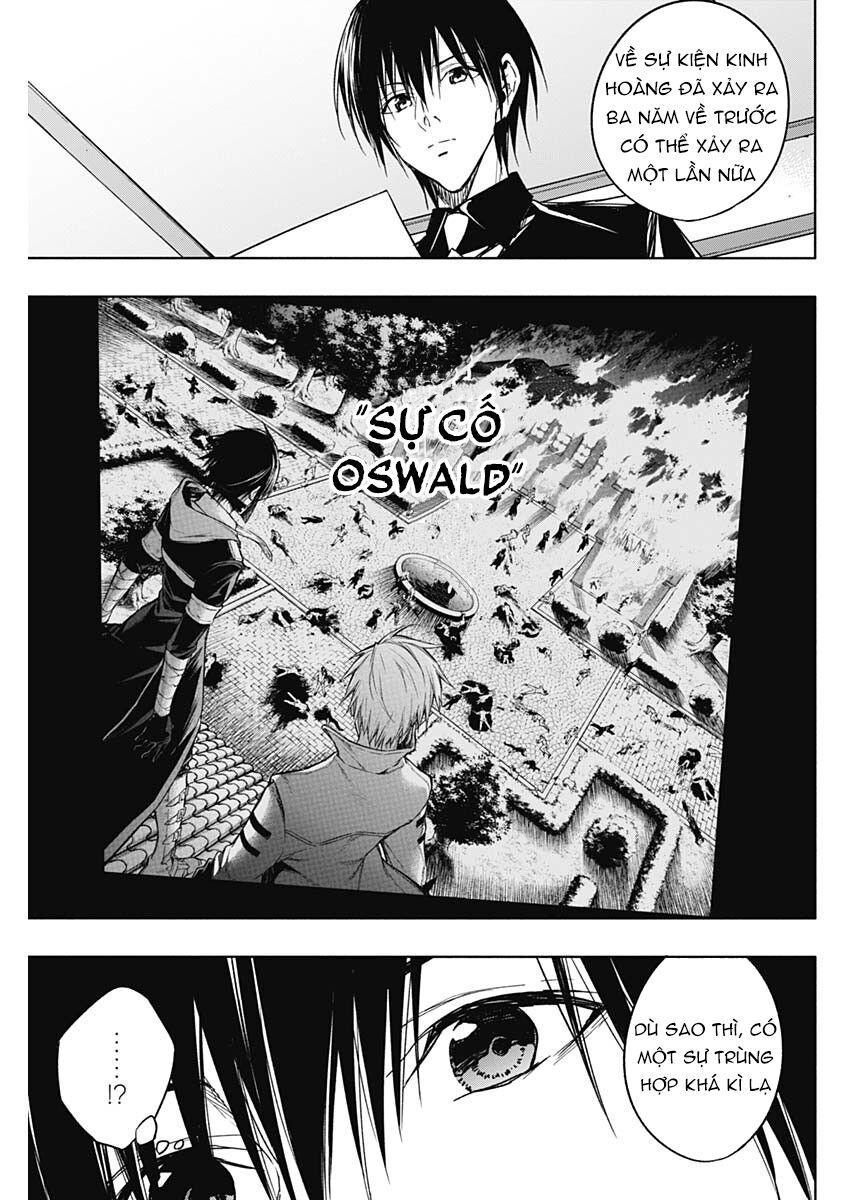 VỀ SỰ KIỆN KINH
HOÀNG ĐÃ XẢY RA
BA NĂM VỀ TRƯỚC
CÓ THỂ XẢY RA
MỘT LẦN NỮA
"SỰ CỐ
OSWALD"
DÙ SAO THÌ, CÓ
MỘT SỰ TRÙNG
HỢP KHÁ KÌ LẠ
......
!?